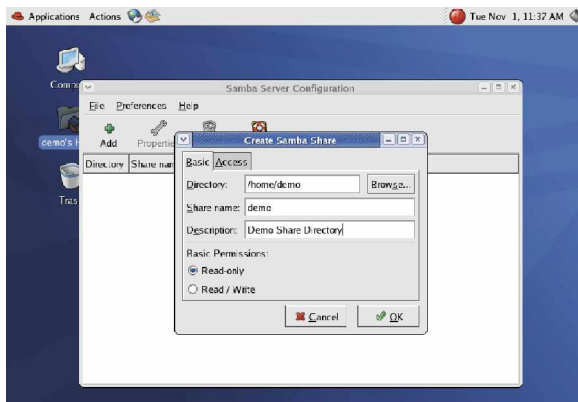 Applications Actions
Tue Nov 1, 11:37 AM
Samba Server Configuration
File Preferences Help
Add
Directory Share
Create Samba Share
Basic Access
Directory: /home/demo Browse...
Share name: demo
Description: Demo Share Directory
Basic Permissions:
Read-only
Read / Write
Cancel OK